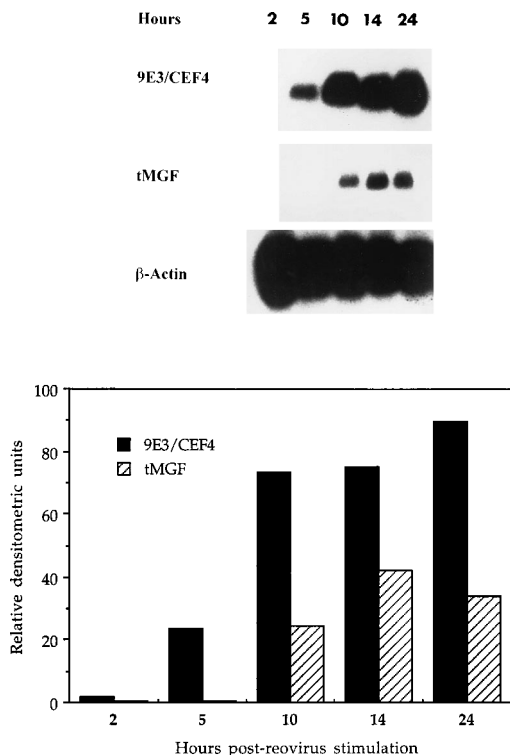 Hours 2 5 10 14 24
9E3/CEF4
tMGF
β-Actin
100
80
60
40
20
0
Relative densitometric units
9E3/CEF4
tMGF
2 5 10 14 24
Hours post-reovirus stimulation